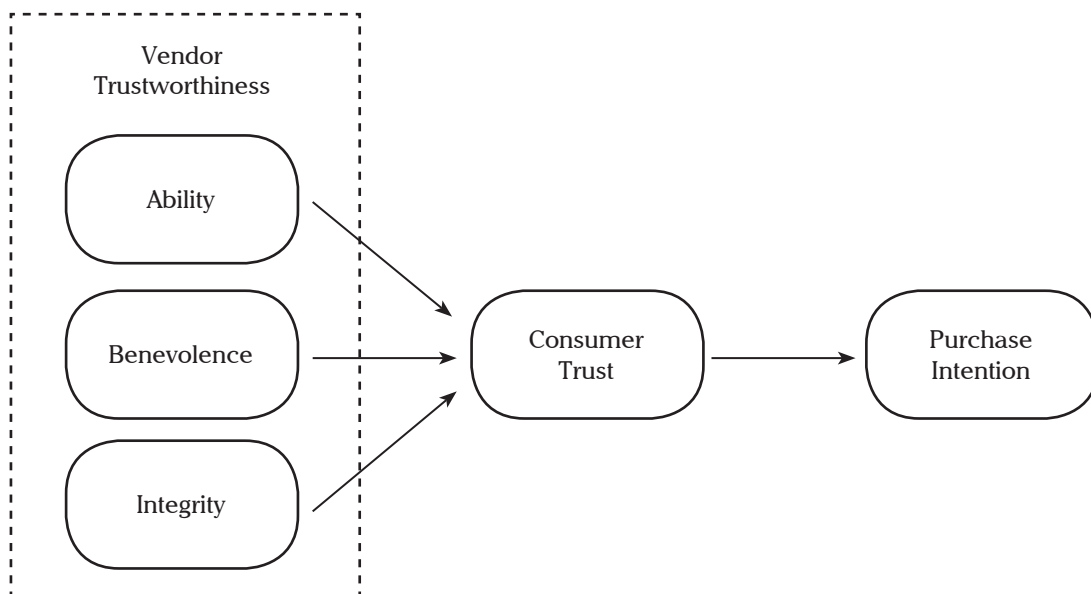 Vendor
Trustworthiness
Ability
Benevolence
Integrity
Consumer
Trust
Purchase
Intention